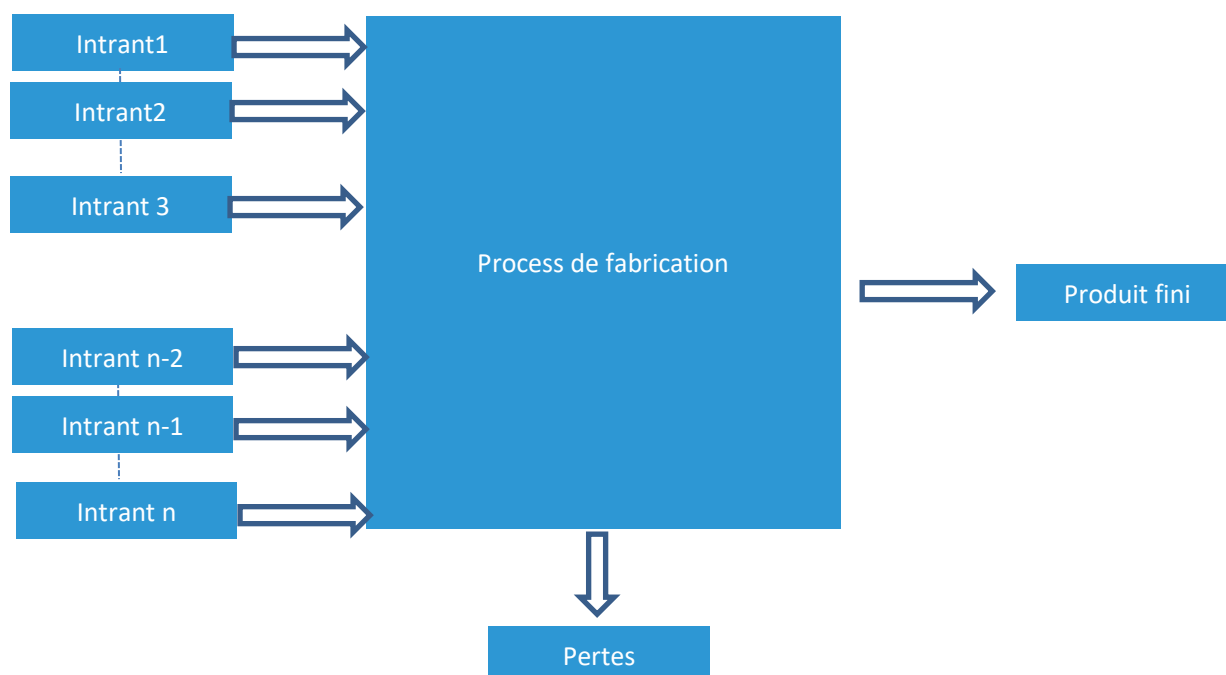 Intrant1
Intrant2
Intrant 3
Process de fabrication
Produit fini
Intrant n-2
Intrant n-1
Intrant n
Pertes